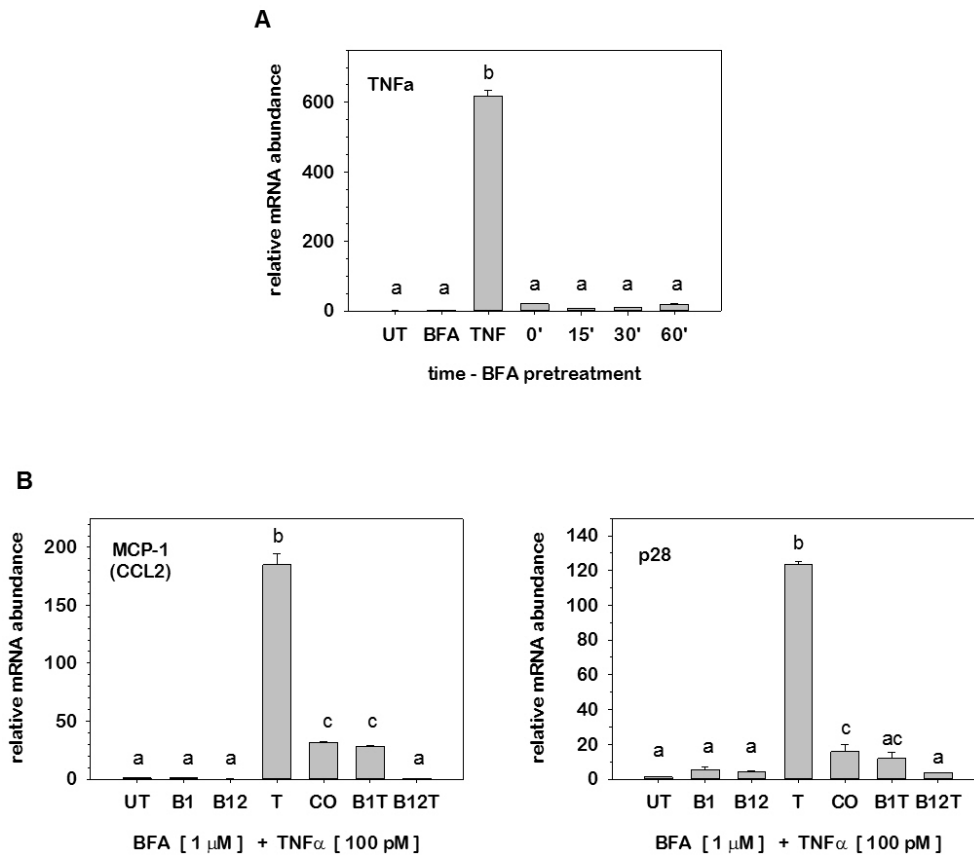 A
relative mRNA abundance
TNFa
600
400
200
0
a a b a a a a
UT BFA TNF 0' 15' 30' 60'
time - BFA pretreatment
B
relative mRNA abundance
MCP-1
(CCL2)
200
150
100
50
0
a a a b c c a
UT B1 B12 T CO B1T B12T
BFA [ 1 μM ] + TNFα [ 100 pM ]
relative mRNA abundance
p28
140
120
100
80
60
40
20
0
a a a b c ac a
UT B1 B12 T CO B1T B12T
BFA [ 1 μM ] + TNFα [ 100 pM ]